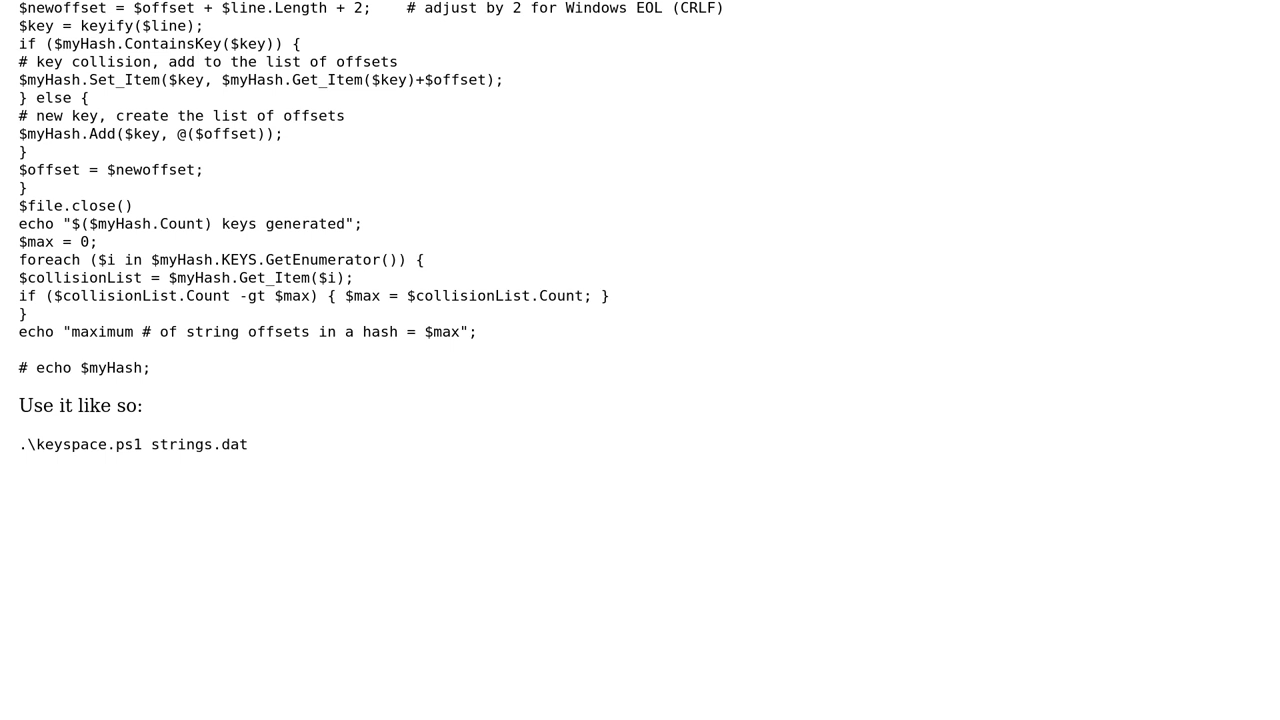 $newoffset = $offset + $line.Length + 2;    # adjust by 2 for Windows EOL (CRLF)
$key = keyify($line);
if ($myHash.ContainsKey($key)) {
# key collision, add to the list of offsets
$myHash.Set_Item($key, $myHash.Get_Item($key)+$offset);
} else {
# new key, create the list of offsets
$myHash.Add($key, @($offset));
}
$offset = $newoffset;
}
$file.close()
echo "$($myHash.Count) keys generated";
$max = 0;
foreach ($i in $myHash.KEYS.GetEnumerator()) {
$collisionList = $myHash.Get_Item($i);
if ($collisionList.Count -gt $max) { $max = $collisionList.Count; }
}
echo "maximum # of string offsets in a hash = $max";

# echo $myHash;

Use it like so:

.\keyspace.ps1 strings.dat